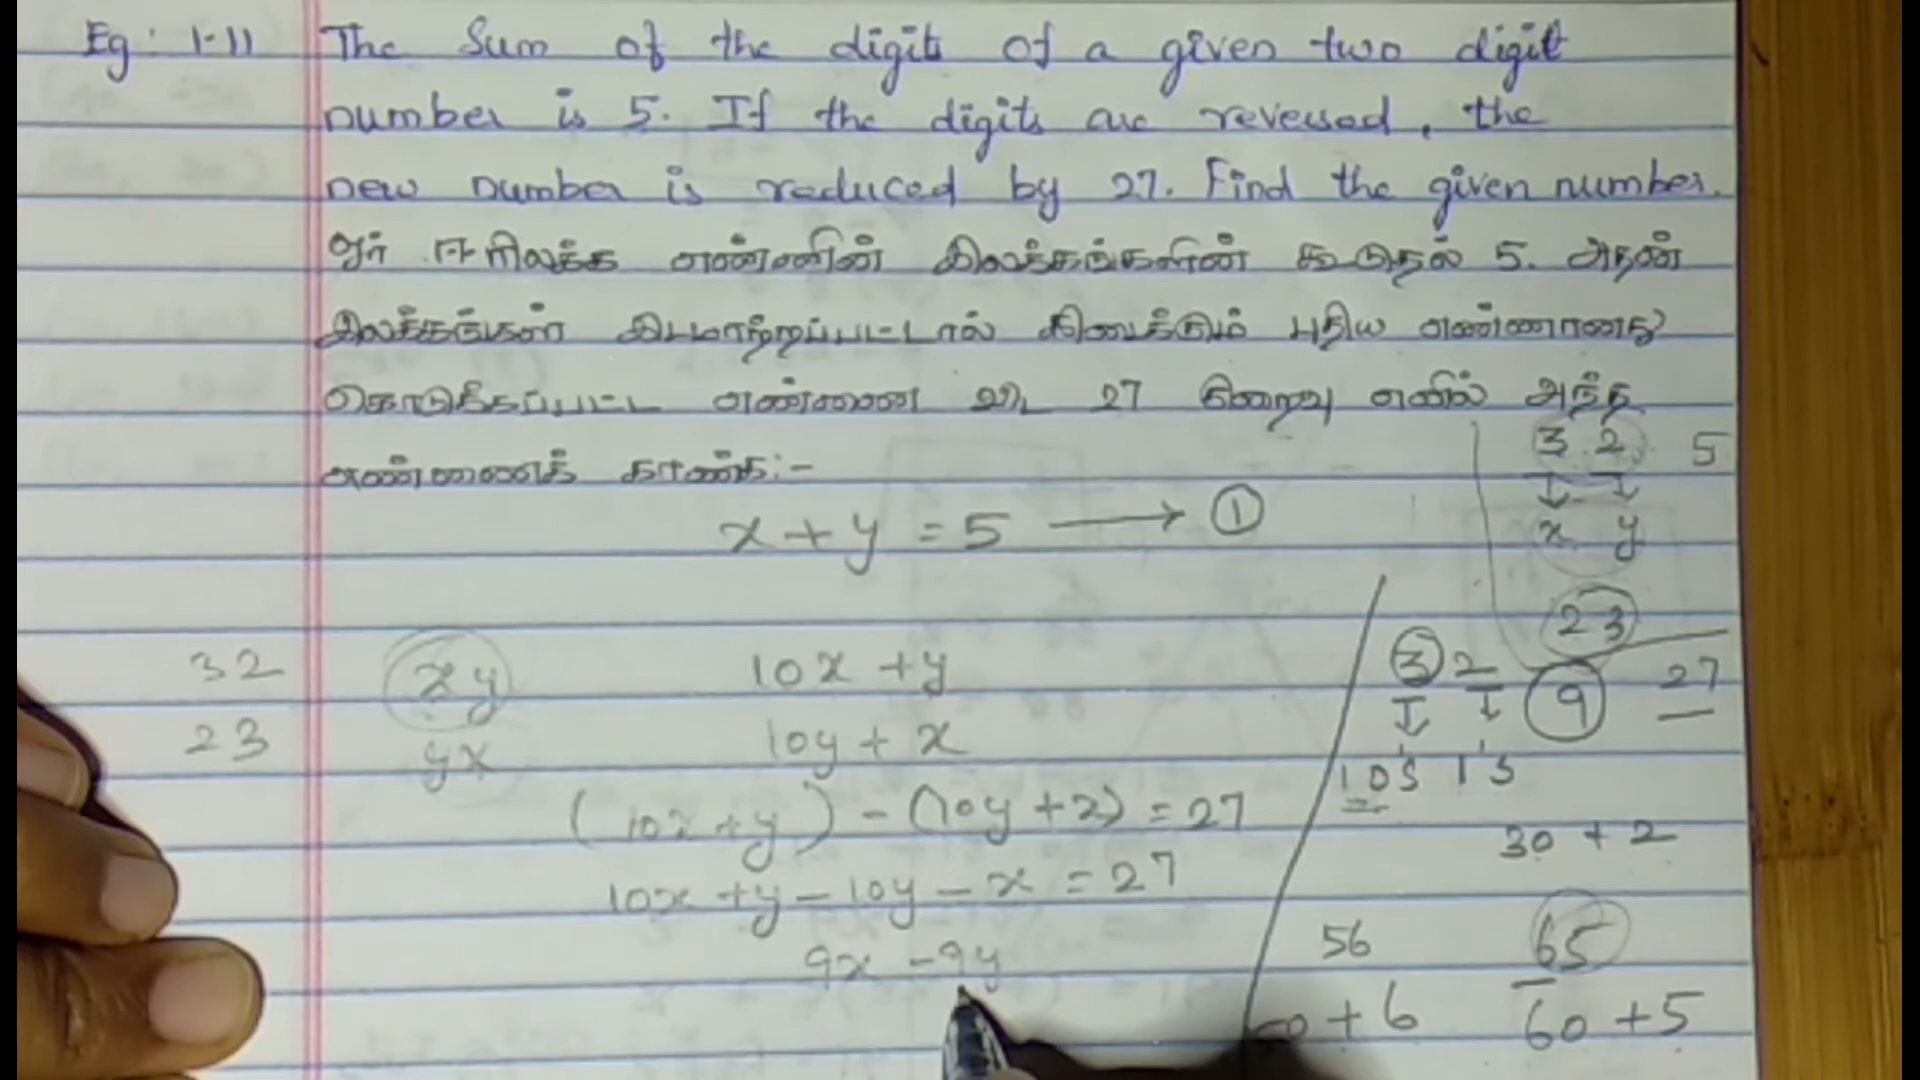 Eg: 1.11 The Sum of the digits of a given two digit
number is 5. If the digits are reversed, the
new number is reduced by 27. Find the given number.
ஓர் ஈரிலக்க எண்ணின் இலக்கங்களின் கூடுதல் 5. அதன்
இலக்கங்கள் இடமாற்றப்பட்டால் கிடைக்கும் புதிய எண்ணானது
கொடுக்கப்பட்ட எண்ணை விட 27 குறைவு எனில் அந்த
எண்ணைக் காண்க:-
3 2 5
x + y = 5 → ①
x y
23
32 xy 10x + y
3 2 9 27
23 yx 10y + x
10's 1's
(10x + y) - (10y + x) = 27
30 + 2
10x + y - 10y - x = 27
56 65
9x - 9y
0 + 6 60 + 5